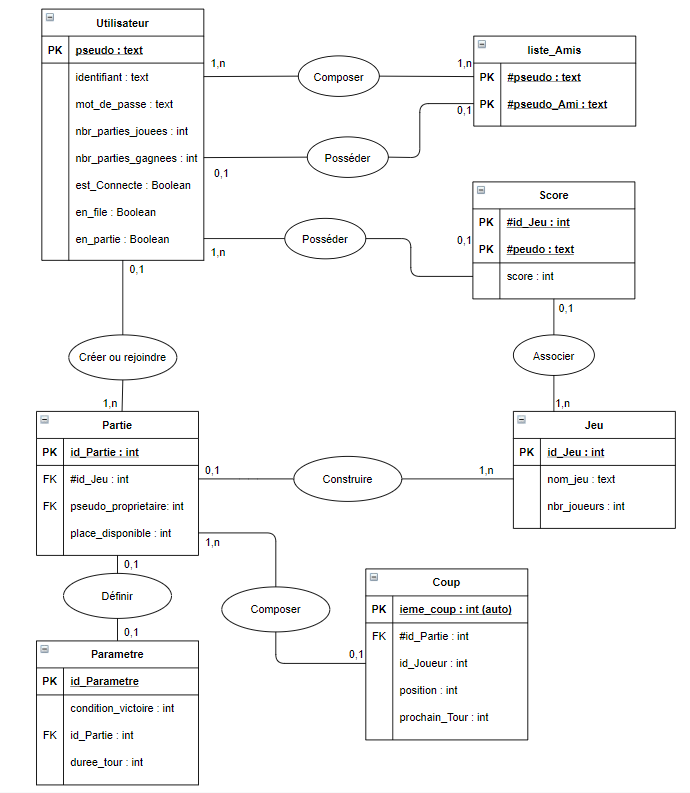 Utilisateur
PK pseudo : text
identifiant : text
mot_de_passe : text
nbr_parties_jouees : int
nbr_parties_gagnees : int
est_Connecte : Boolean
en_file : Boolean
en_partie : Boolean
1,n
Composer
1,n
liste_Amis
PK #pseudo : text
PK #pseudo_Ami : text
0,1
Posséder
0,1
Score
PK #id_Jeu : int
PK #peudo : text
score : int
1,n
Posséder
0,1
0,1
Créer ou rejoindre
1,n
0,1
Associer
1,n
Partie
PK id_Partie : int
FK #id_Jeu : int
FK pseudo_proprietaire: int
place_disponible : int
0,1
Construire
1,n
Jeu
PK id_Jeu : int
nom_jeu : text
nbr_joueurs : int
1,n
Composer
0,1
0,1
Définir
0,1
Coup
PK ieme_coup : int (auto)
FK #id_Partie : int
id_Joueur : int
position : int
prochain_Tour : int
Parametre
PK id_Parametre
condition_victoire : int
FK id_Partie : int
duree_tour : int